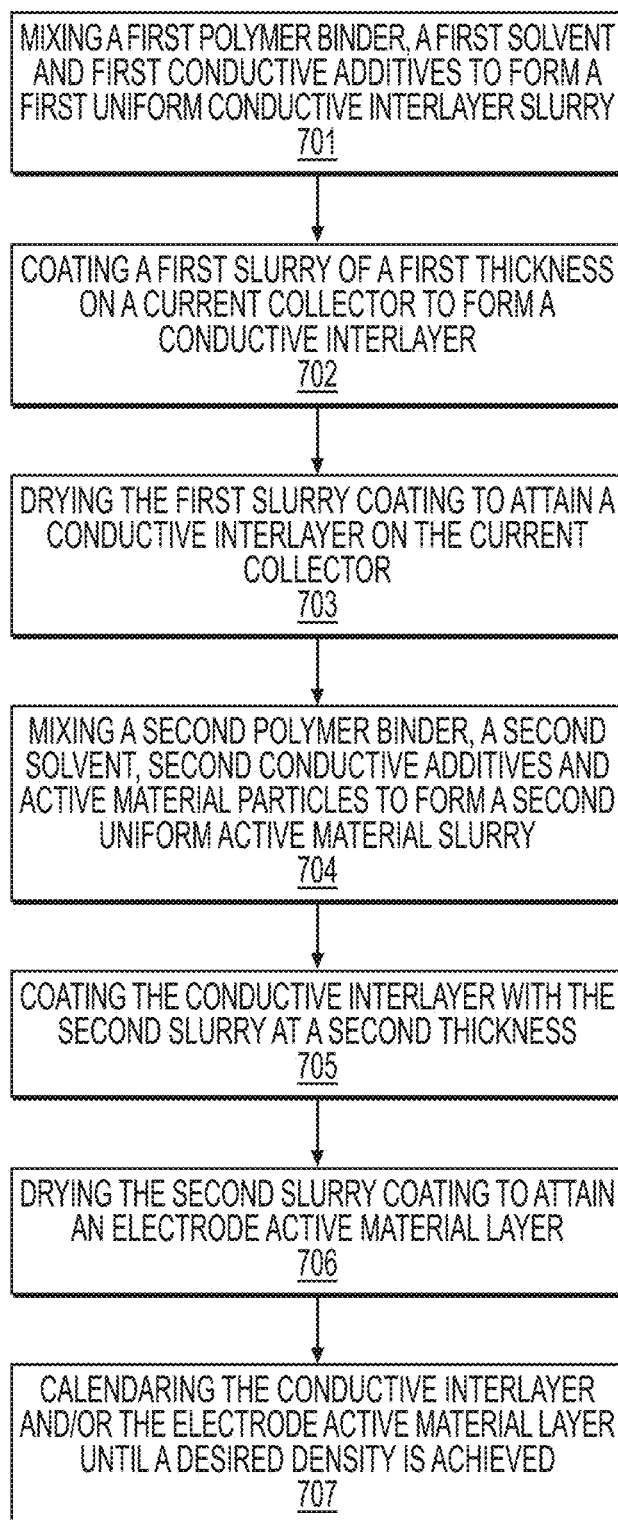 MIXING A FIRST POLYMER BINDER, A FIRST SOLVENT
AND FIRST CONDUCTIVE ADDITIVES TO FORM A
FIRST UNIFORM CONDUCTIVE INTERLAYER SLURRY
701
COATING A FIRST SLURRY OF A FIRST THICKNESS
ON A CURRENT COLLECTOR TO FORM A
CONDUCTIVE INTERLAYER
702
DRYING THE FIRST SLURRY COATING TO ATTAIN A
CONDUCTIVE INTERLAYER ON THE CURRENT
COLLECTOR
703
MIXING A SECOND POLYMER BINDER, A SECOND
SOLVENT, SECOND CONDUCTIVE ADDITIVES AND
ACTIVE MATERIAL PARTICLES TO FORM A SECOND
UNIFORM ACTIVE MATERIAL SLURRY
704
COATING THE CONDUCTIVE INTERLAYER WITH THE
SECOND SLURRY AT A SECOND THICKNESS
705
DRYING THE SECOND SLURRY COATING TO ATTAIN
AN ELECTRODE ACTIVE MATERIAL LAYER
706
CALENDARING THE CONDUCTIVE INTERLAYER
AND/OR THE ELECTRODE ACTIVE MATERIAL LAYER
UNTIL A DESIRED DENSITY IS ACHIEVED
707